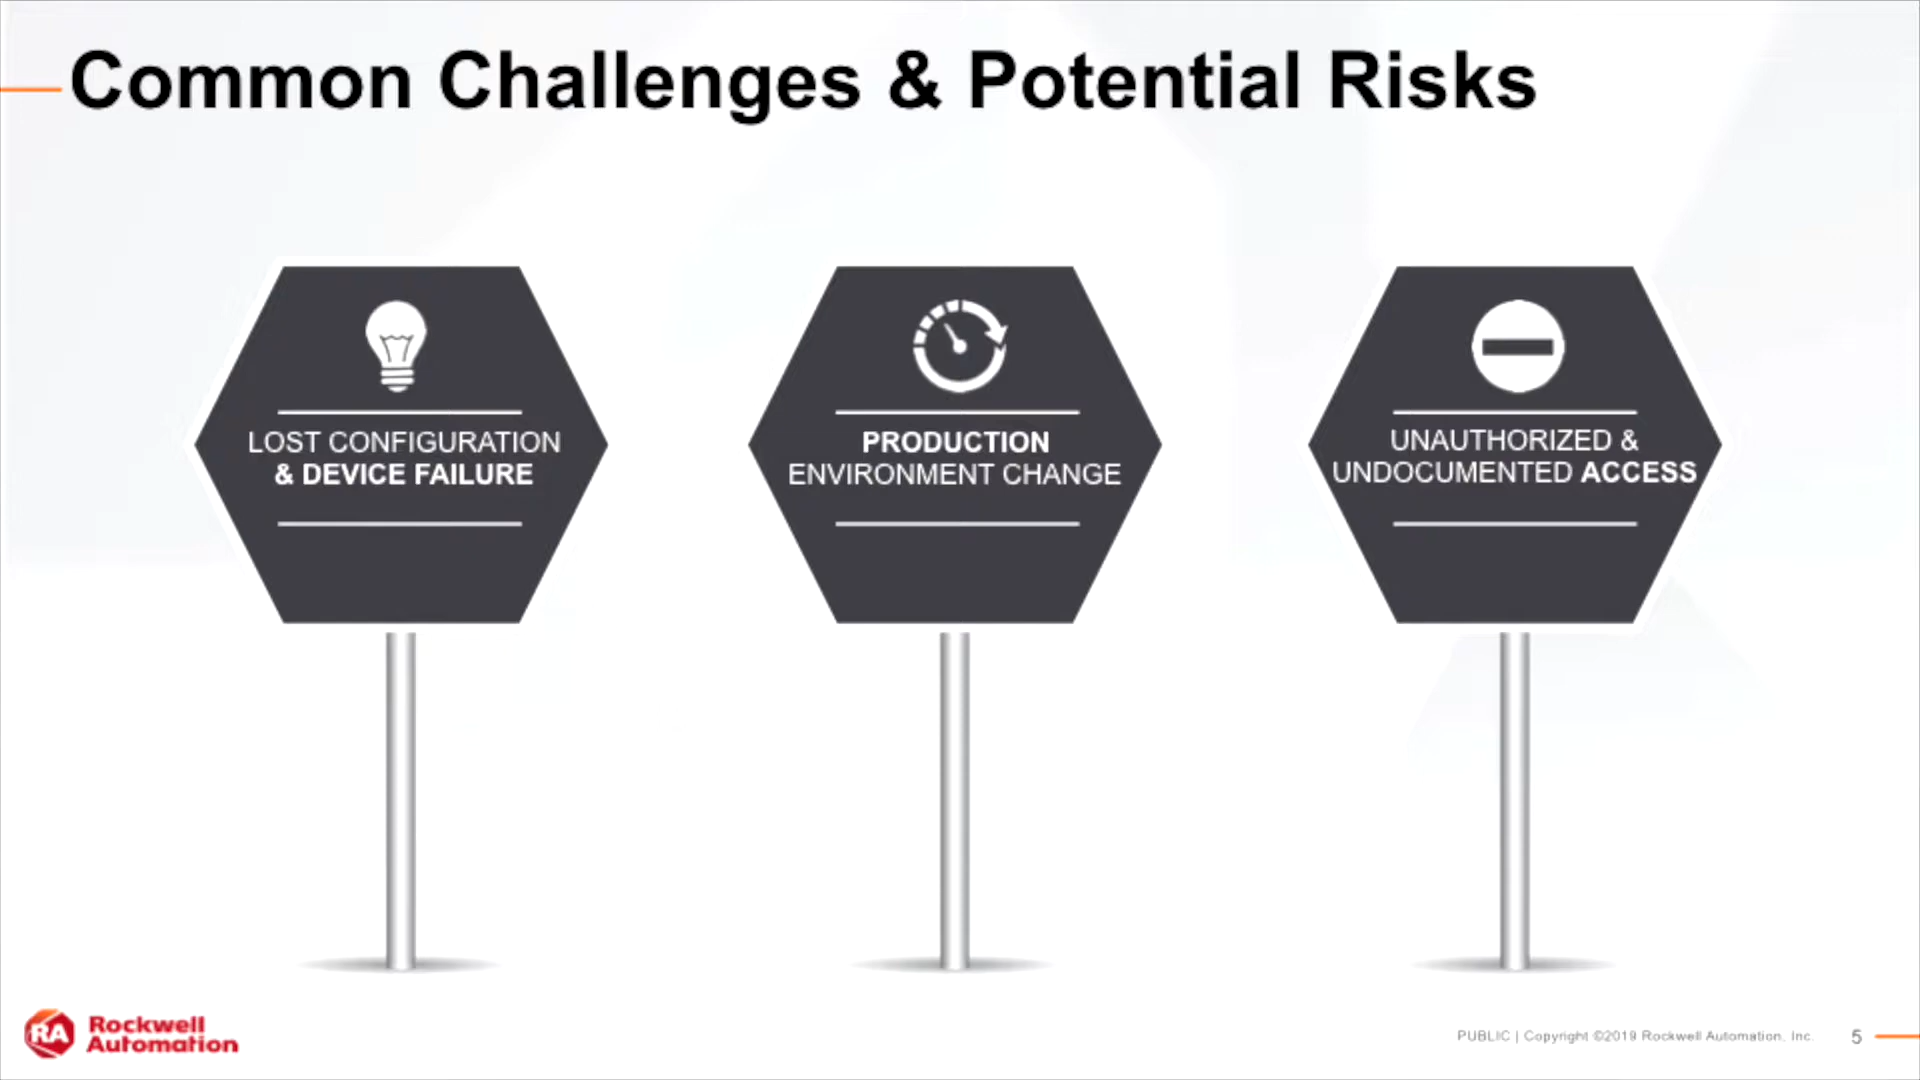 Common Challenges & Potential Risks
LOST CONFIGURATION
& DEVICE FAILURE
PRODUCTION
ENVIRONMENT CHANGE
UNAUTHORIZED &
UNDOCUMENTED ACCESS
RA
Rockwell
Automation
PUBLIC | Copyright ©2019 Rockwell Automation, Inc.
5